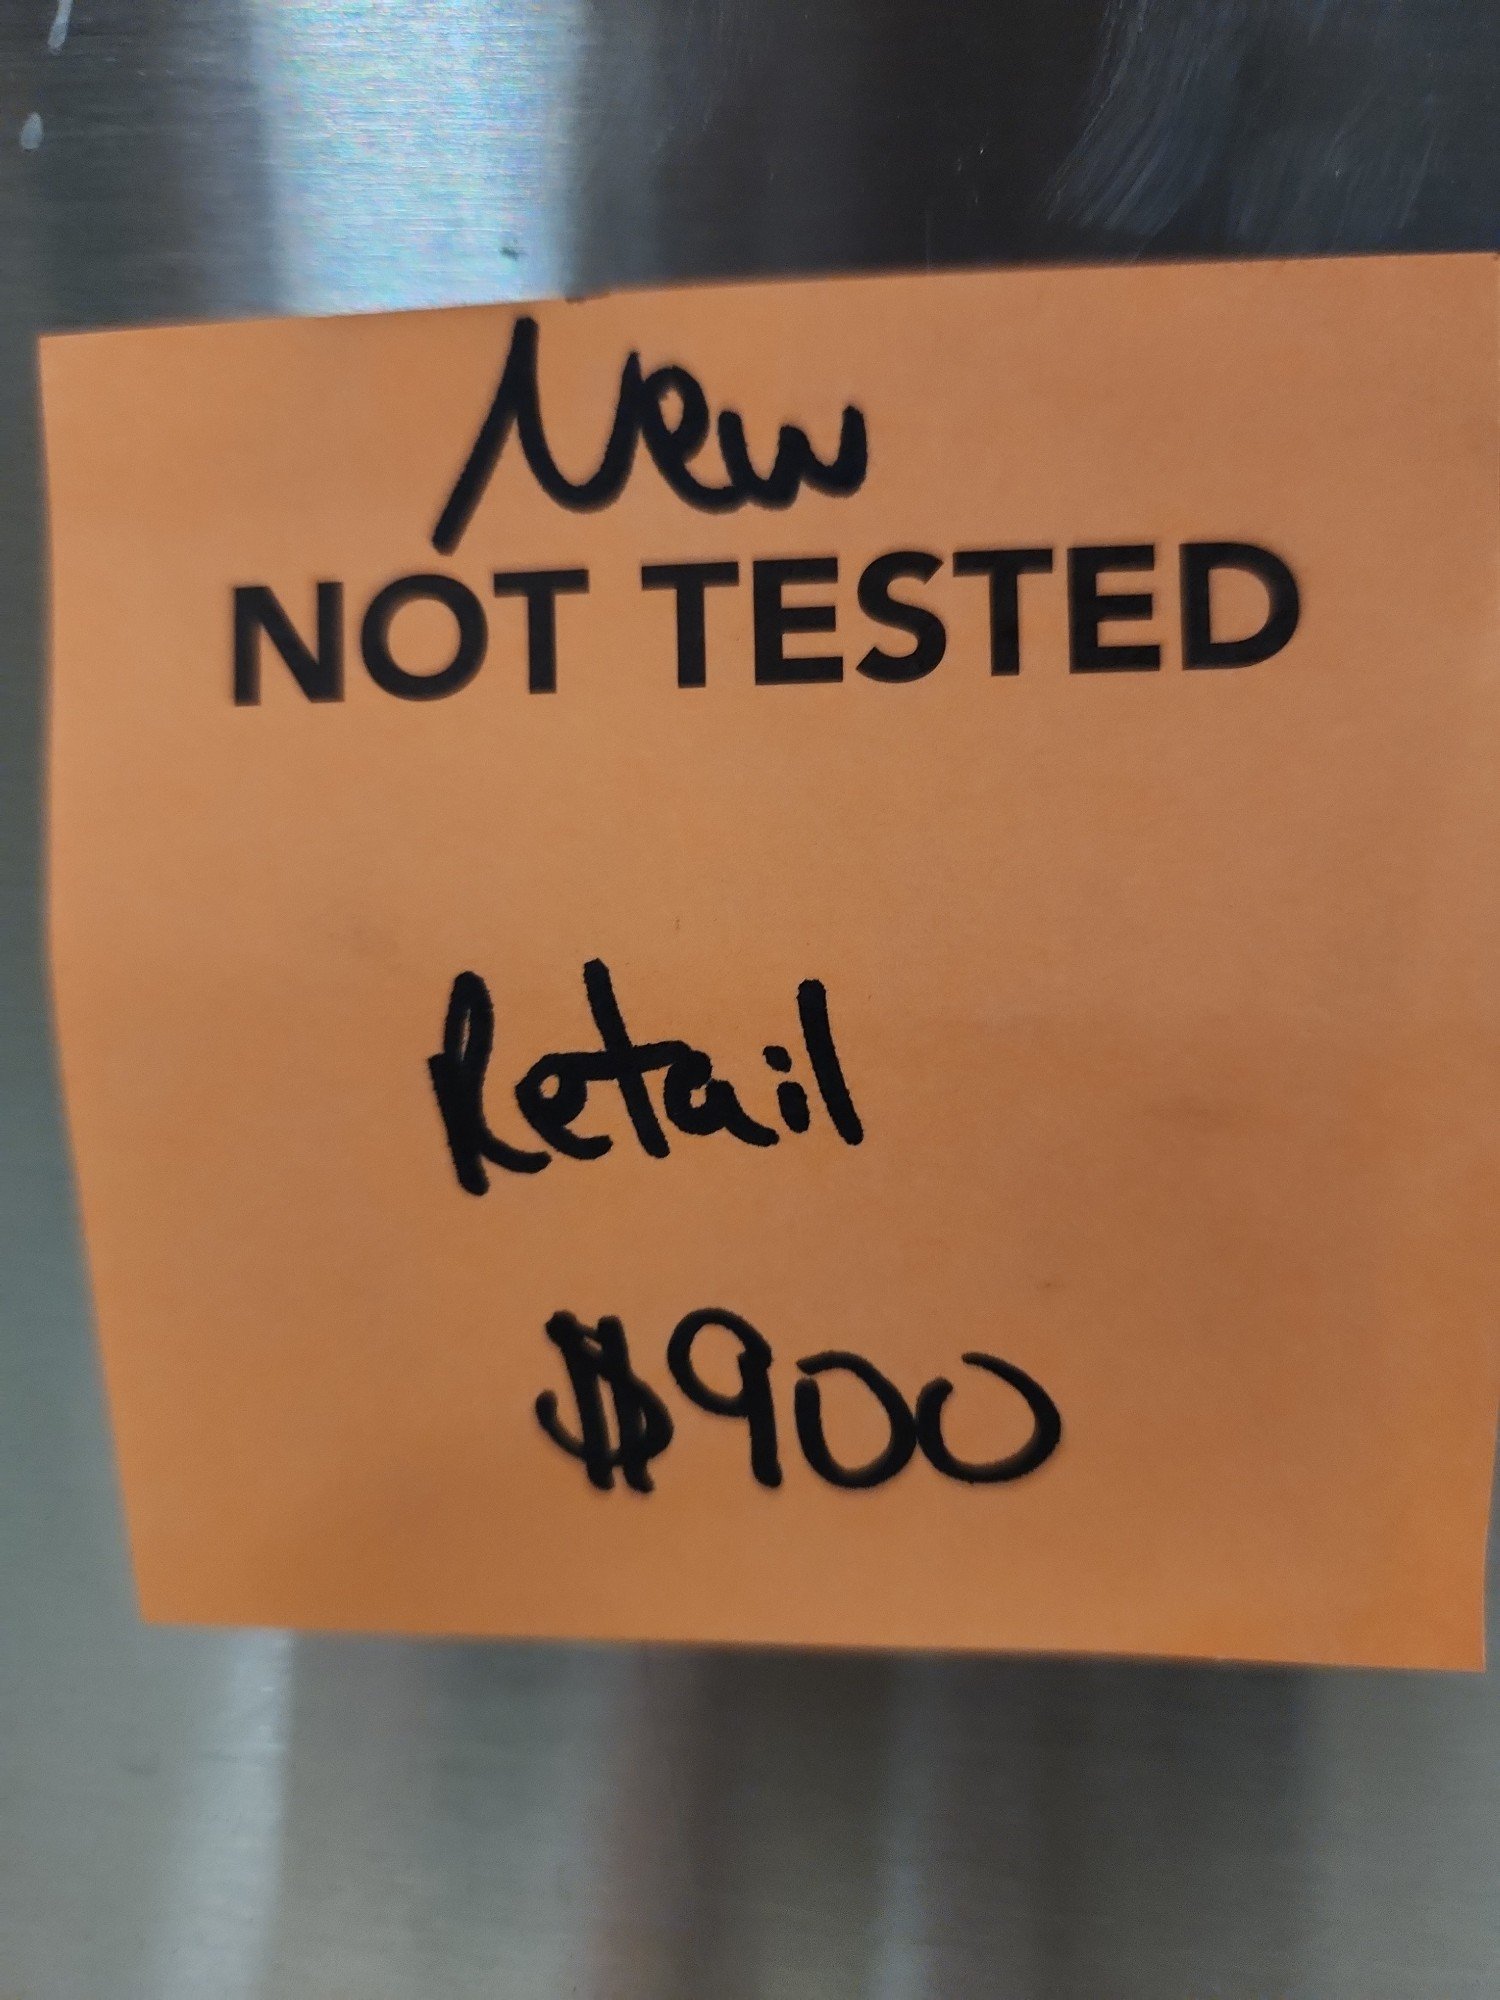 New
NOT TESTED
Retail
$900